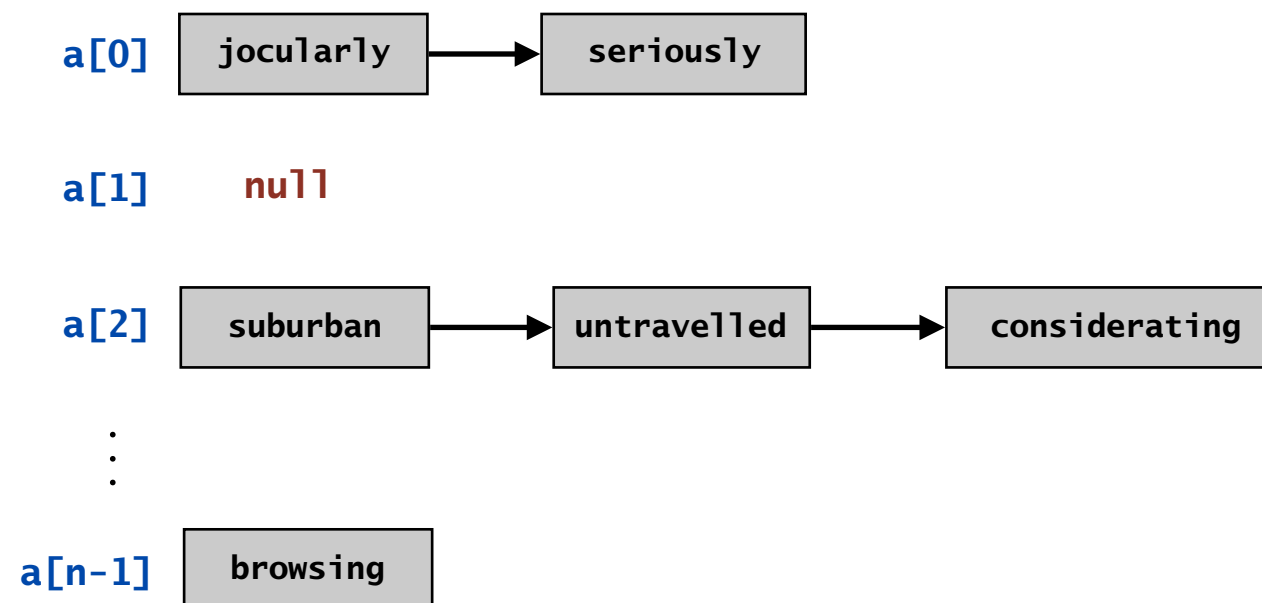 a[0] jocularly seriously
a[1] null
a[2] suburban untravelled considerating
a[n-1] browsing